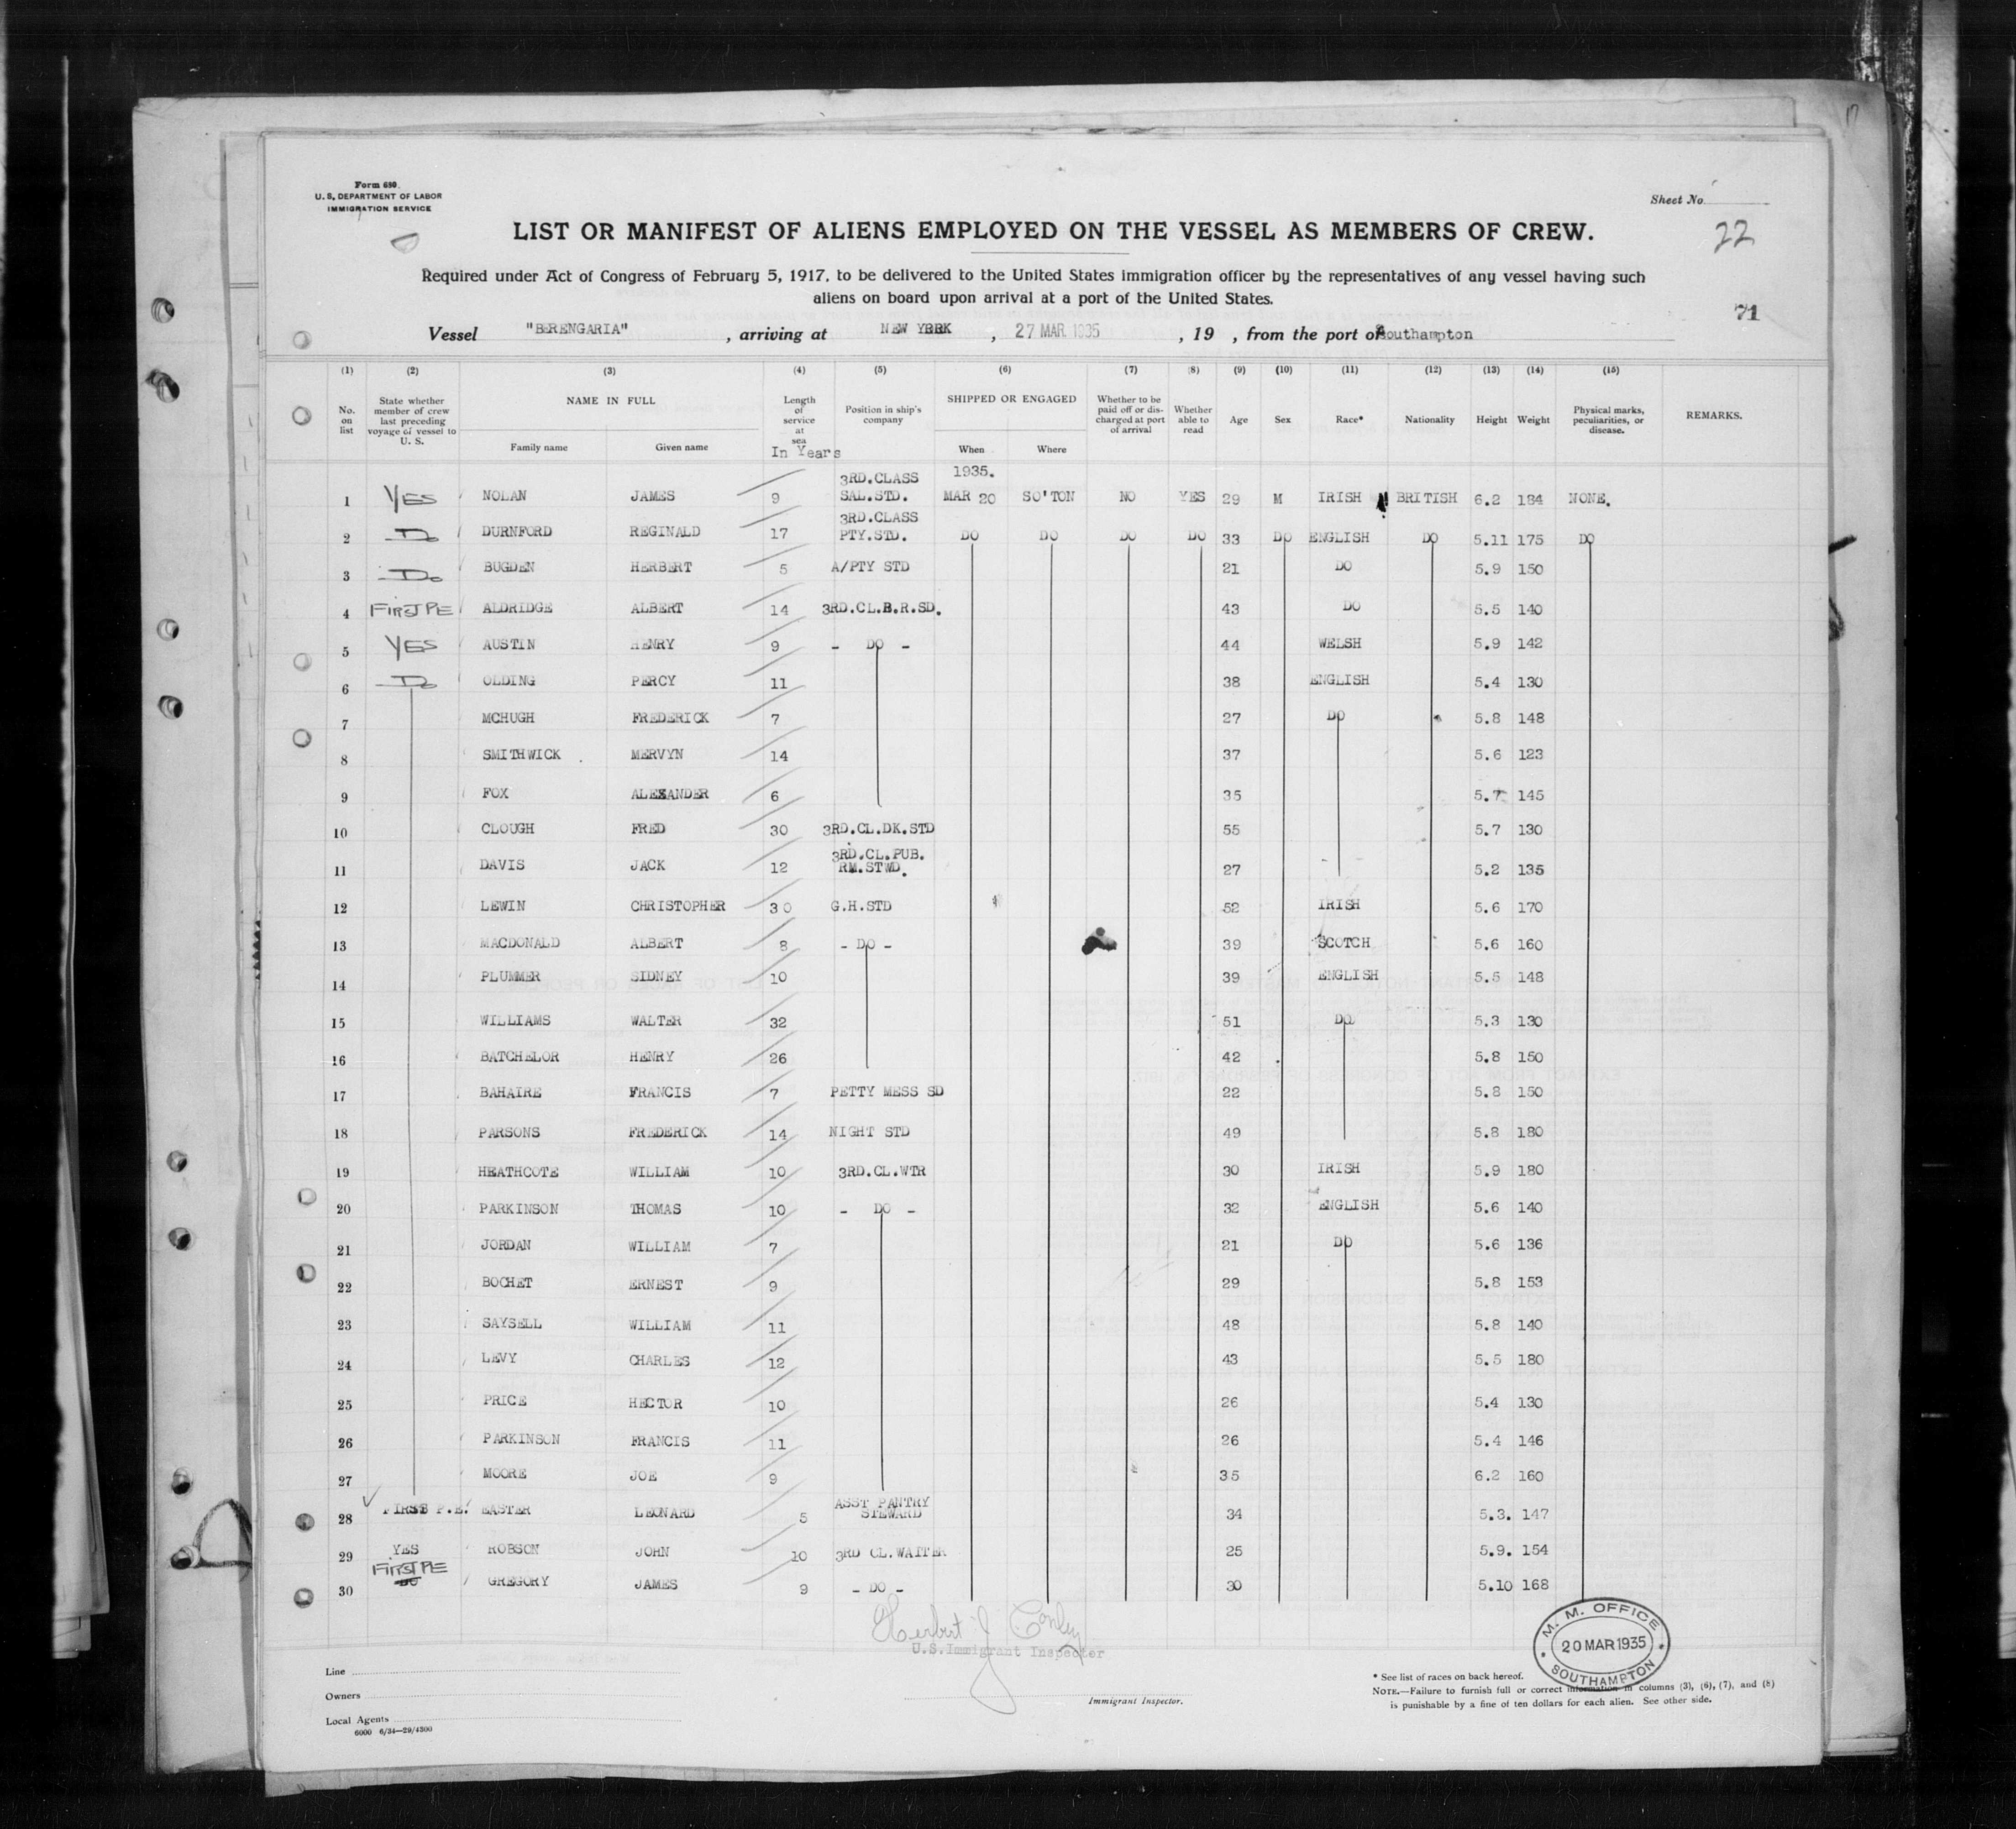 Form 680.
U. S. DEPARTMENT OF LABOR
IMMIGRATION SERVICE
Sheet No.
22
LIST OR MANIFEST OF ALIENS EMPLOYED ON THE VESSEL AS MEMBERS OF CREW.
Required under Act of Congress of February 5, 1917, to be delivered to the United States immigration officer by the representatives of any vessel having such
aliens on board upon arrival at a port of the United States.
71
Vessel "BERENGARIA" , arriving at NEW YORK , 27 MAR 1935 , 19 , from the port of Southampton
(1) (2) (3) (4) (5) (6) (7) (8) (9) (10) (11) (12) (13) (14) (15)
No. on list State whether member of crew last preceding voyage of vessel to U. S. NAME IN FULL Family name Given name Length of service at sea In Years Position in ship's company SHIPPED OR ENGAGED When Where Whether to be paid off or discharged at port of arrival Whether able to read Age Sex Race* Nationality Height Weight Physical marks, peculiarities, or disease. REMARKS.
3RD.CLASS 1935.
1 YES NOLAN JAMES 9 SAL.STD. MAR 20 SO'TON NO YES 29 M IRISH BRITISH 6.2 184 NONE.
3RD.CLASS
2 Do DURNFORD REGINALD 17 PTY.STD. DO DO DO DO 33 DO ENGLISH DO 5.11 175 DO
3 Do BUGDEN HERBERT 5 A/PTY STD 21 DO 5.9 150
4 FIRST PE ALDRIDGE ALBERT 14 3RD.CL.B.R.SD. 43 DO 5.5 140
5 YES AUSTIN HENRY 9 - DO - 44 WELSH 5.9 142
6 Do OLDING PERCY 11 38 ENGLISH 5.4 130
7 MCHUGH FREDERICK 7 27 DO 5.8 148
8 SMITHWICK MERVYN 14 37 5.6 123
9 FOX ALEXANDER 6 35 5.7 145
10 CLOUGH FRED 30 3RD.CL.DK.STD 55 5.7 130
3RD.CL.PUB.
11 DAVIS JACK 12 RM.STWD. 27 5.2 135
12 LEWIN CHRISTOPHER 30 G.H.STD 52 IRISH 5.6 170
13 MACDONALD ALBERT 8 - DO - 39 SCOTCH 5.6 160
14 PLUMMER SIDNEY 10 39 ENGLISH 5.5 148
15 WILLIAMS WALTER 32 51 DO 5.3 130
16 BATCHELOR HENRY 26 42 5.8 150
17 BAHAIRE FRANCIS 7 PETTY MESS SD 22 5.8 150
18 PARSONS FREDERICK 14 NIGHT STD 49 5.8 180
19 HEATHCOTE WILLIAM 10 3RD.CL.WTR 30 IRISH 5.9 180
20 PARKINSON THOMAS 10 - DO - 32 ENGLISH 5.6 140
21 JORDAN WILLIAM 7 21 DO 5.6 136
22 BOCHET ERNEST 9 29 5.8 153
23 SAYSELL WILLIAM 11 48 5.8 140
24 LEVY CHARLES 12 43 5.5 180
25 PRICE HECTOR 10 26 5.4 130
26 PARKINSON FRANCIS 11 26 5.4 146
27 MOORE JOE 9 35 6.2 160
ASST PANTRY
28 FIRST P.E. EASTER LEONARD 5 STEWARD 34 5.3. 147
29 YES ROBSON JOHN 10 3RD CL.WAITER 25 5.9. 154
FIRST PE
30 DO GREGORY JAMES 9 - DO - 30 5.10 168
Herbert J Conley
U.S.Immigrant Inspector
M. M. OFFICE
20 MAR 1935
SOUTHAMPTON
Line
Owners
Local Agents
6000 6/34—29/4300
Immigrant Inspector.
* See list of races on back hereof.
NOTE.—Failure to furnish full or correct information in columns (3), (6), (7), and (8)
is punishable by a fine of ten dollars for each alien. See other side.